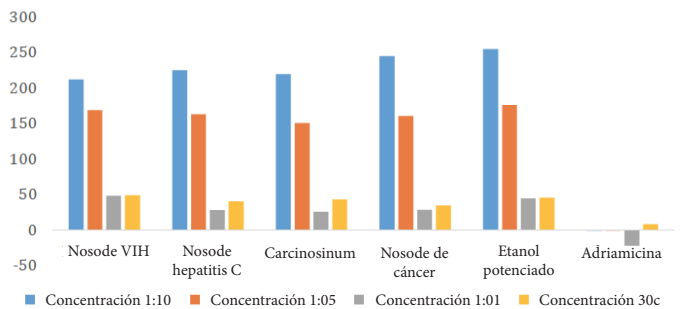 300
250
200
150
100
50
0
-50
Nosode VIH
Nosode
hepatitis C
Carcinosinum
Nosode de
cáncer
Etanol
potenciado
Adriamicina
Concentración 1:10
Concentración 1:05
Concentración 1:01
Concentración 30c